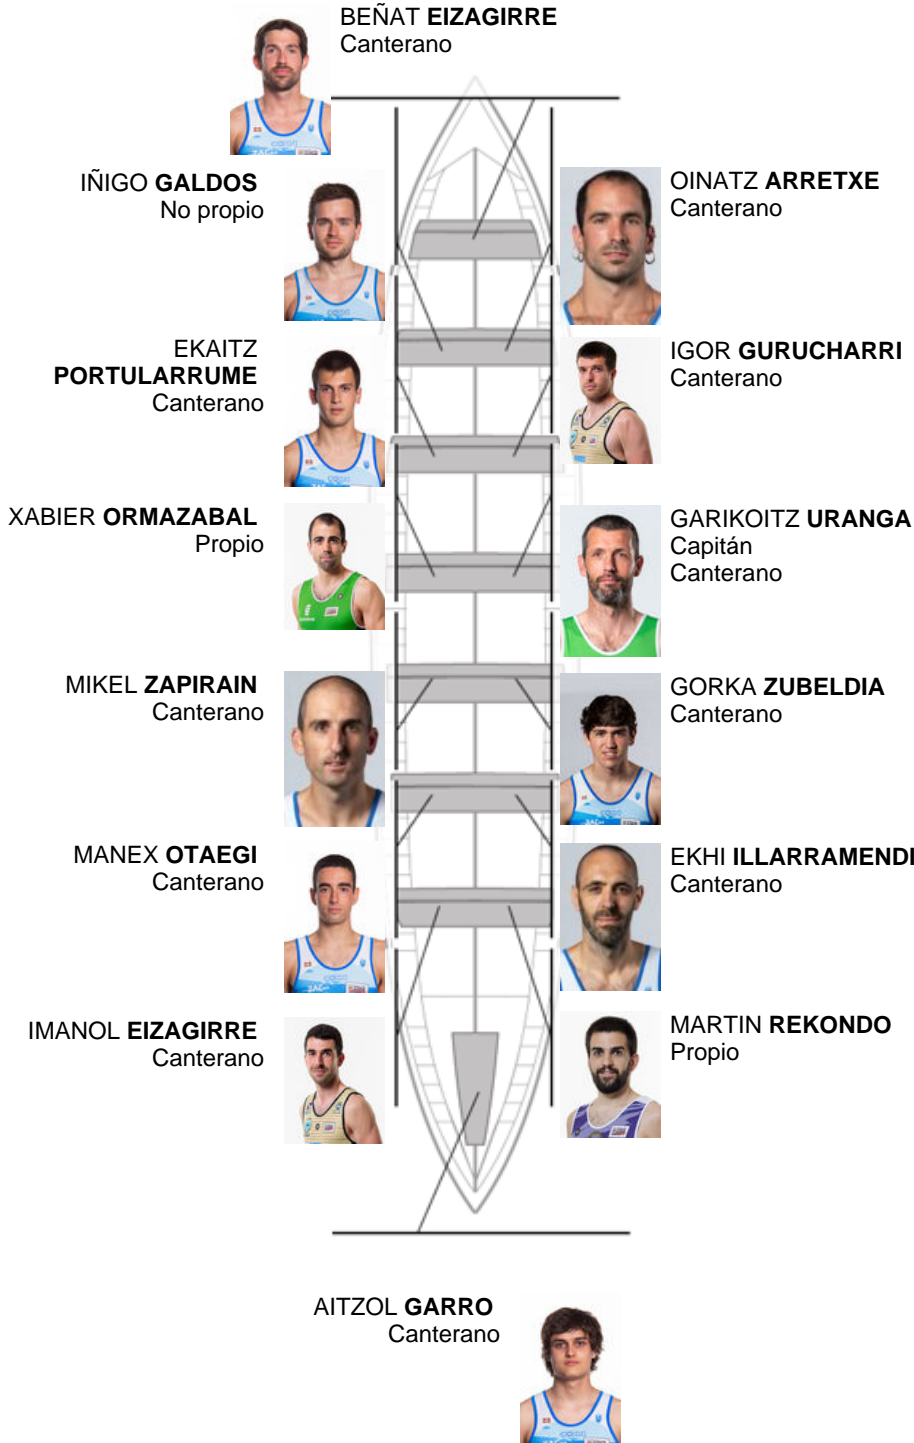 BEÑAT EIZAGIRRE
Canterano
IÑIGO GALDOS
No propio
OINATZ ARRETXE
Canterano
EKAITZ
PORTULARRUME
Canterano
IGOR GURUCHARRI
Canterano
XABIER ORMAZABAL
Propio
GARIKOITZ URANGA
Capitán
Canterano
MIKEL ZAPIRAIN
Canterano
GORKA ZUBELDIA
Canterano
MANEX OTAEGI
Canterano
EKHI ILLARRAMENDI
Canterano
IMANOL EIZAGIRRE
Canterano
MARTIN REKONDO
Propio
AITZOL GARRO
Canterano